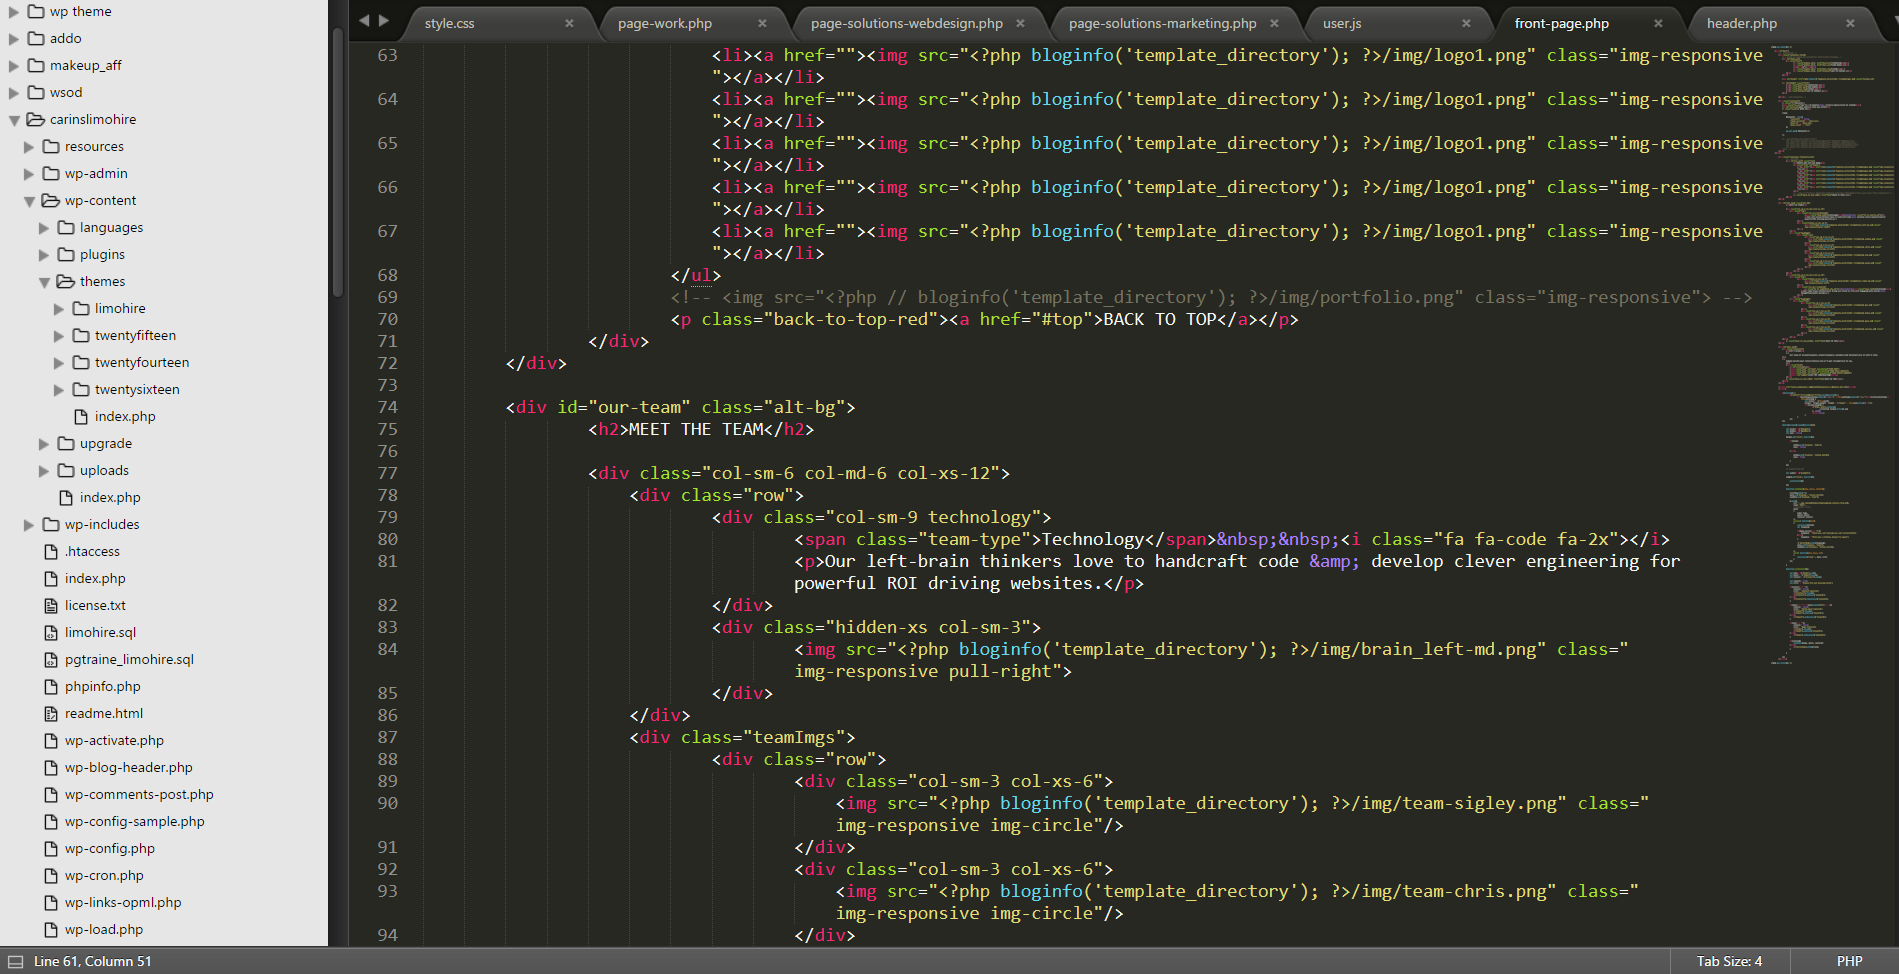 wp theme
addo
makeup_aff
wsod
carinslimohire
resources
wp-admin
wp-content
languages
plugins
themes
limohire
twentyfifteen
twentyfourteen
twentysixteen
index.php
upgrade
uploads
index.php
wp-includes
.htaccess
index.php
license.txt
limohire.sql
pgtraine_limohire.sql
phpinfo.php
readme.html
wp-activate.php
wp-blog-header.php
wp-comments-post.php
wp-config-sample.php
wp-config.php
wp-cron.php
wp-links-opml.php
wp-load.php
style.css page-work.php page-solutions-webdesign.php page-solutions-marketing.php user.js front-page.php header.php
63 <li><a href=""><img src="<?php bloginfo('template_directory'); ?>/img/logo1.png" class="img-responsive
"></a></li>
64 <li><a href=""><img src="<?php bloginfo('template_directory'); ?>/img/logo1.png" class="img-responsive
"></a></li>
65 <li><a href=""><img src="<?php bloginfo('template_directory'); ?>/img/logo1.png" class="img-responsive
"></a></li>
66 <li><a href=""><img src="<?php bloginfo('template_directory'); ?>/img/logo1.png" class="img-responsive
"></a></li>
67 <li><a href=""><img src="<?php bloginfo('template_directory'); ?>/img/logo1.png" class="img-responsive
"></a></li>
68 </ul>
69 <!-- <img src="<?php // bloginfo('template_directory'); ?>/img/portfolio.png" class="img-responsive"> -->
70 <p class="back-to-top-red"><a href="#top">BACK TO TOP</a></p>
71 </div>
72 </div>
73
74 <div id="our-team" class="alt-bg">
75 <h2>MEET THE TEAM</h2>
76
77 <div class="col-sm-6 col-md-6 col-xs-12">
78 <div class="row">
79 <div class="col-sm-9 technology">
80 <span class="team-type">Technology</span>&nbsp;&nbsp;<i class="fa fa-code fa-2x"></i>
81 <p>Our left-brain thinkers love to handcraft code &amp; develop clever engineering for
powerful ROI driving websites.</p>
82 </div>
83 <div class="hidden-xs col-sm-3">
84 <img src="<?php bloginfo('template_directory'); ?>/img/brain_left-md.png" class="
img-responsive pull-right">
85 </div>
86 </div>
87 <div class="teamImgs">
88 <div class="row">
89 <div class="col-sm-3 col-xs-6">
90 <img src="<?php bloginfo('template_directory'); ?>/img/team-sigley.png" class="
img-responsive img-circle"/>
91 </div>
92 <div class="col-sm-3 col-xs-6">
93 <img src="<?php bloginfo('template_directory'); ?>/img/team-chris.png" class="
img-responsive img-circle"/>
94 </div>
Line 61, Column 51 Tab Size: 4 PHP